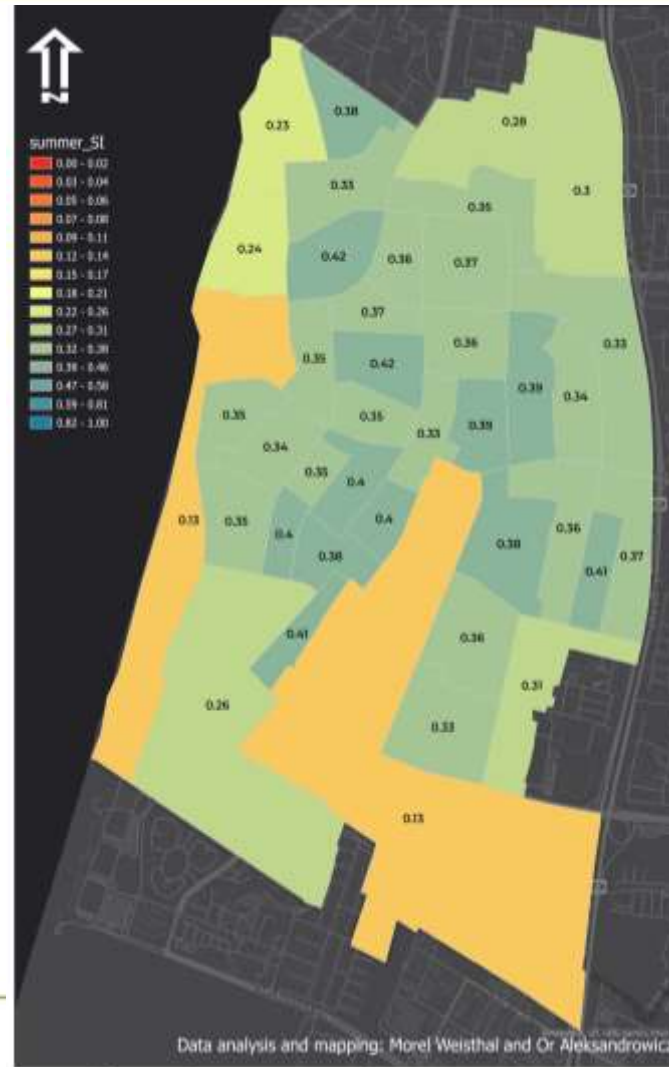 N
summer_SI
0.00 - 0.02
0.03 - 0.04
0.05 - 0.06
0.07 - 0.08
0.09 - 0.11
0.12 - 0.14
0.15 - 0.17
0.18 - 0.21
0.22 - 0.26
0.27 - 0.31
0.32 - 0.38
0.39 - 0.46
0.47 - 0.58
0.59 - 0.81
0.82 - 1.00
0.38
0.23
0.28
0.33
0.3
0.35
0.24
0.42
0.36
0.37
0.37
0.33
0.36
0.35
0.42
0.39
0.34
0.35
0.35
0.33
0.39
0.34
0.35
0.4
0.13
0.35
0.4
0.4
0.36
0.38
0.38
0.41
0.37
0.41
0.36
0.31
0.26
0.33
0.13
Data analysis and mapping: Morel Weisthal and Or Aleksandrowicz